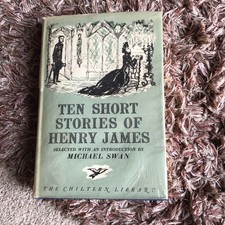 TEN SHORT
STORIES OF
HENRY JAMES
SELECTED WITH AN INTRODUCTION BY
MICHAEL SWAN
THE CHILTERN LIBRARY